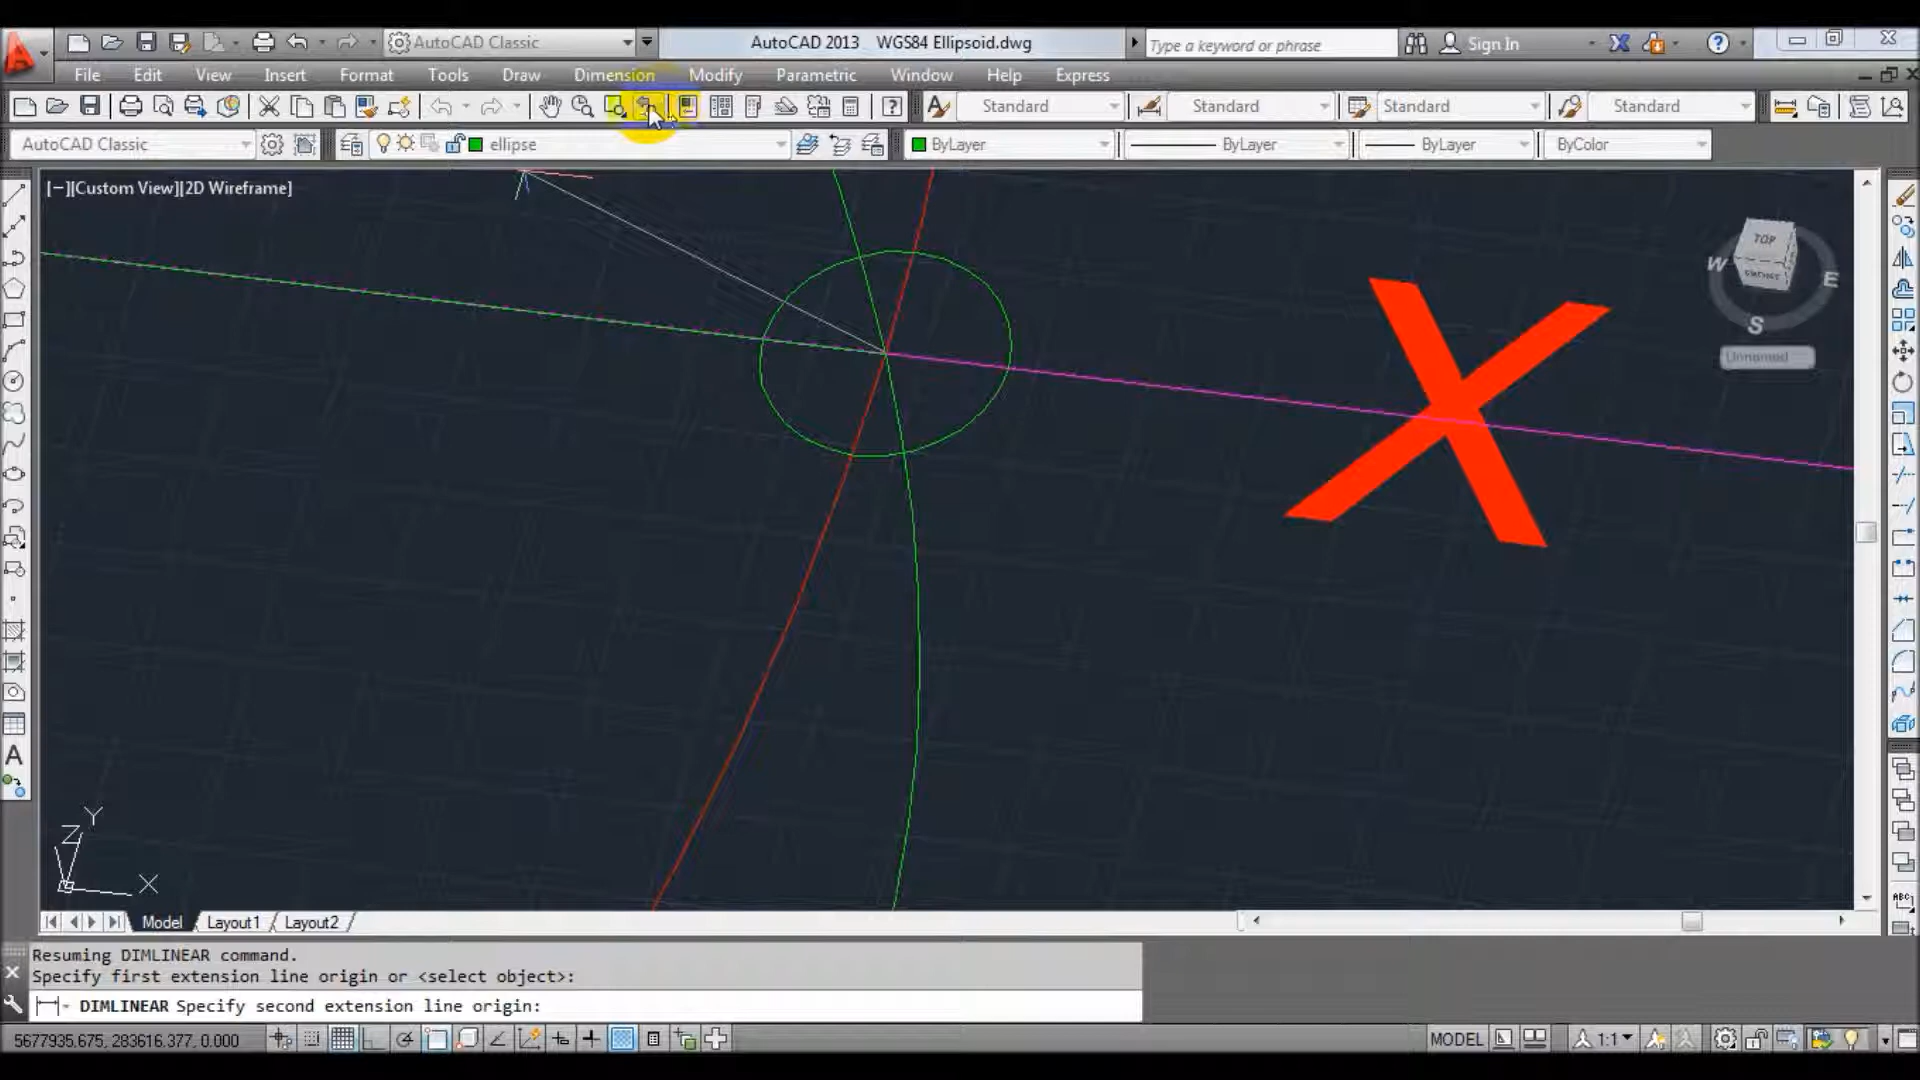 AutoCAD Classic
AutoCAD 2013 WGS84 Ellipsoid.dwg
Type a keyword or phrase
Sign In
File Edit View Insert Format Tools Draw Dimension Modify Parametric Window Help Express
Standard Standard Standard Standard
AutoCAD Classic ellipse ByLayer ByLayer ByLayer ByColor
[−][Custom View][2D Wireframe]
TOP
W E
S
Unnamed
X
Y
Z
X
A
ABC
Model Layout1 Layout2
Resuming DIMLINEAR command.
Specify first extension line origin or <select object>:
DIMLINEAR Specify second extension line origin:
5677935.675, 283616.377, 0.000 MODEL 1:1